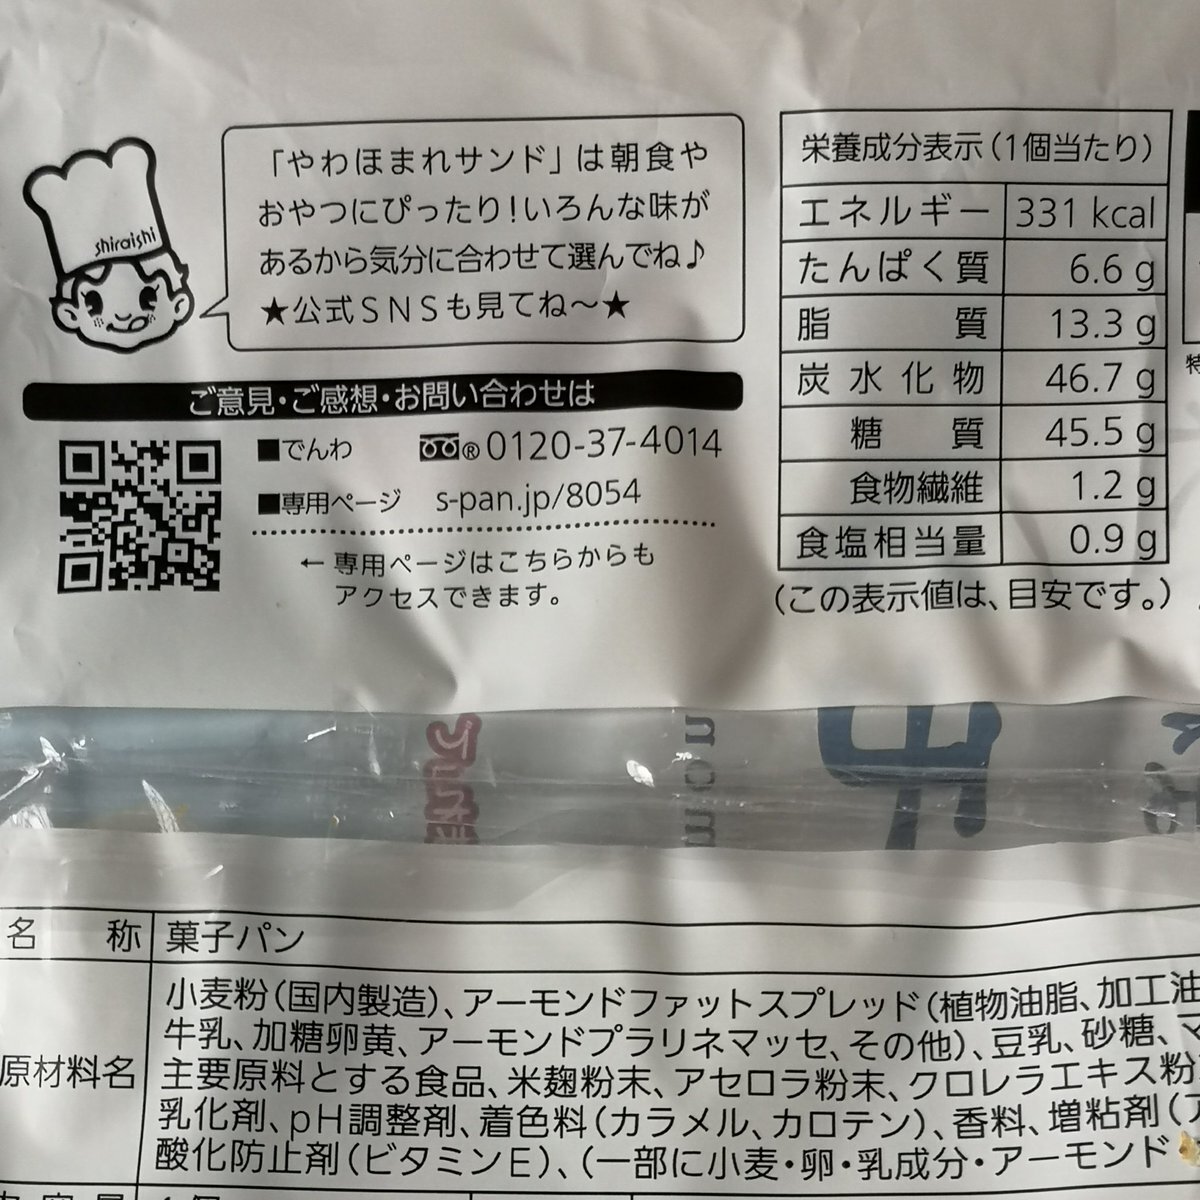 shiraishi
「やわほまれサンド」は朝食や
おやつにぴったり!いろんな味が
あるから気分に合わせて選んでね♪
★公式SNSも見てね〜★
ご意見・ご感想・お問い合わせは
■でんわ ®0120-37-4014
■専用ページ s-pan.jp/8054
←専用ページはこちらからも
アクセスできます。
栄養成分表示(1個当たり)
エネルギー 331 kcal
たんぱく質 6.6 g
脂質 13.3 g
炭水化物 46.7 g
糖質 45.5 g
食物繊維 1.2 g
食塩相当量 0.9 g
(この表示値は、目安です。)
特
名称 菓子パン
原材料名
小麦粉(国内製造)、アーモンドファットスプレッド(植物油脂、加工油
牛乳、加糖卵黄、アーモンドプラリネマッセ、その他)、豆乳、砂糖、マ
主要原料とする食品、米麹粉末、アセロラ粉末、クロレラエキス粉
乳化剤、pH調整剤、着色料(カラメル、カロテン)、香料、増粘剤(ア
酸化防止剤(ビタミンE)、(一部に小麦・卵・乳成分・アーモンド